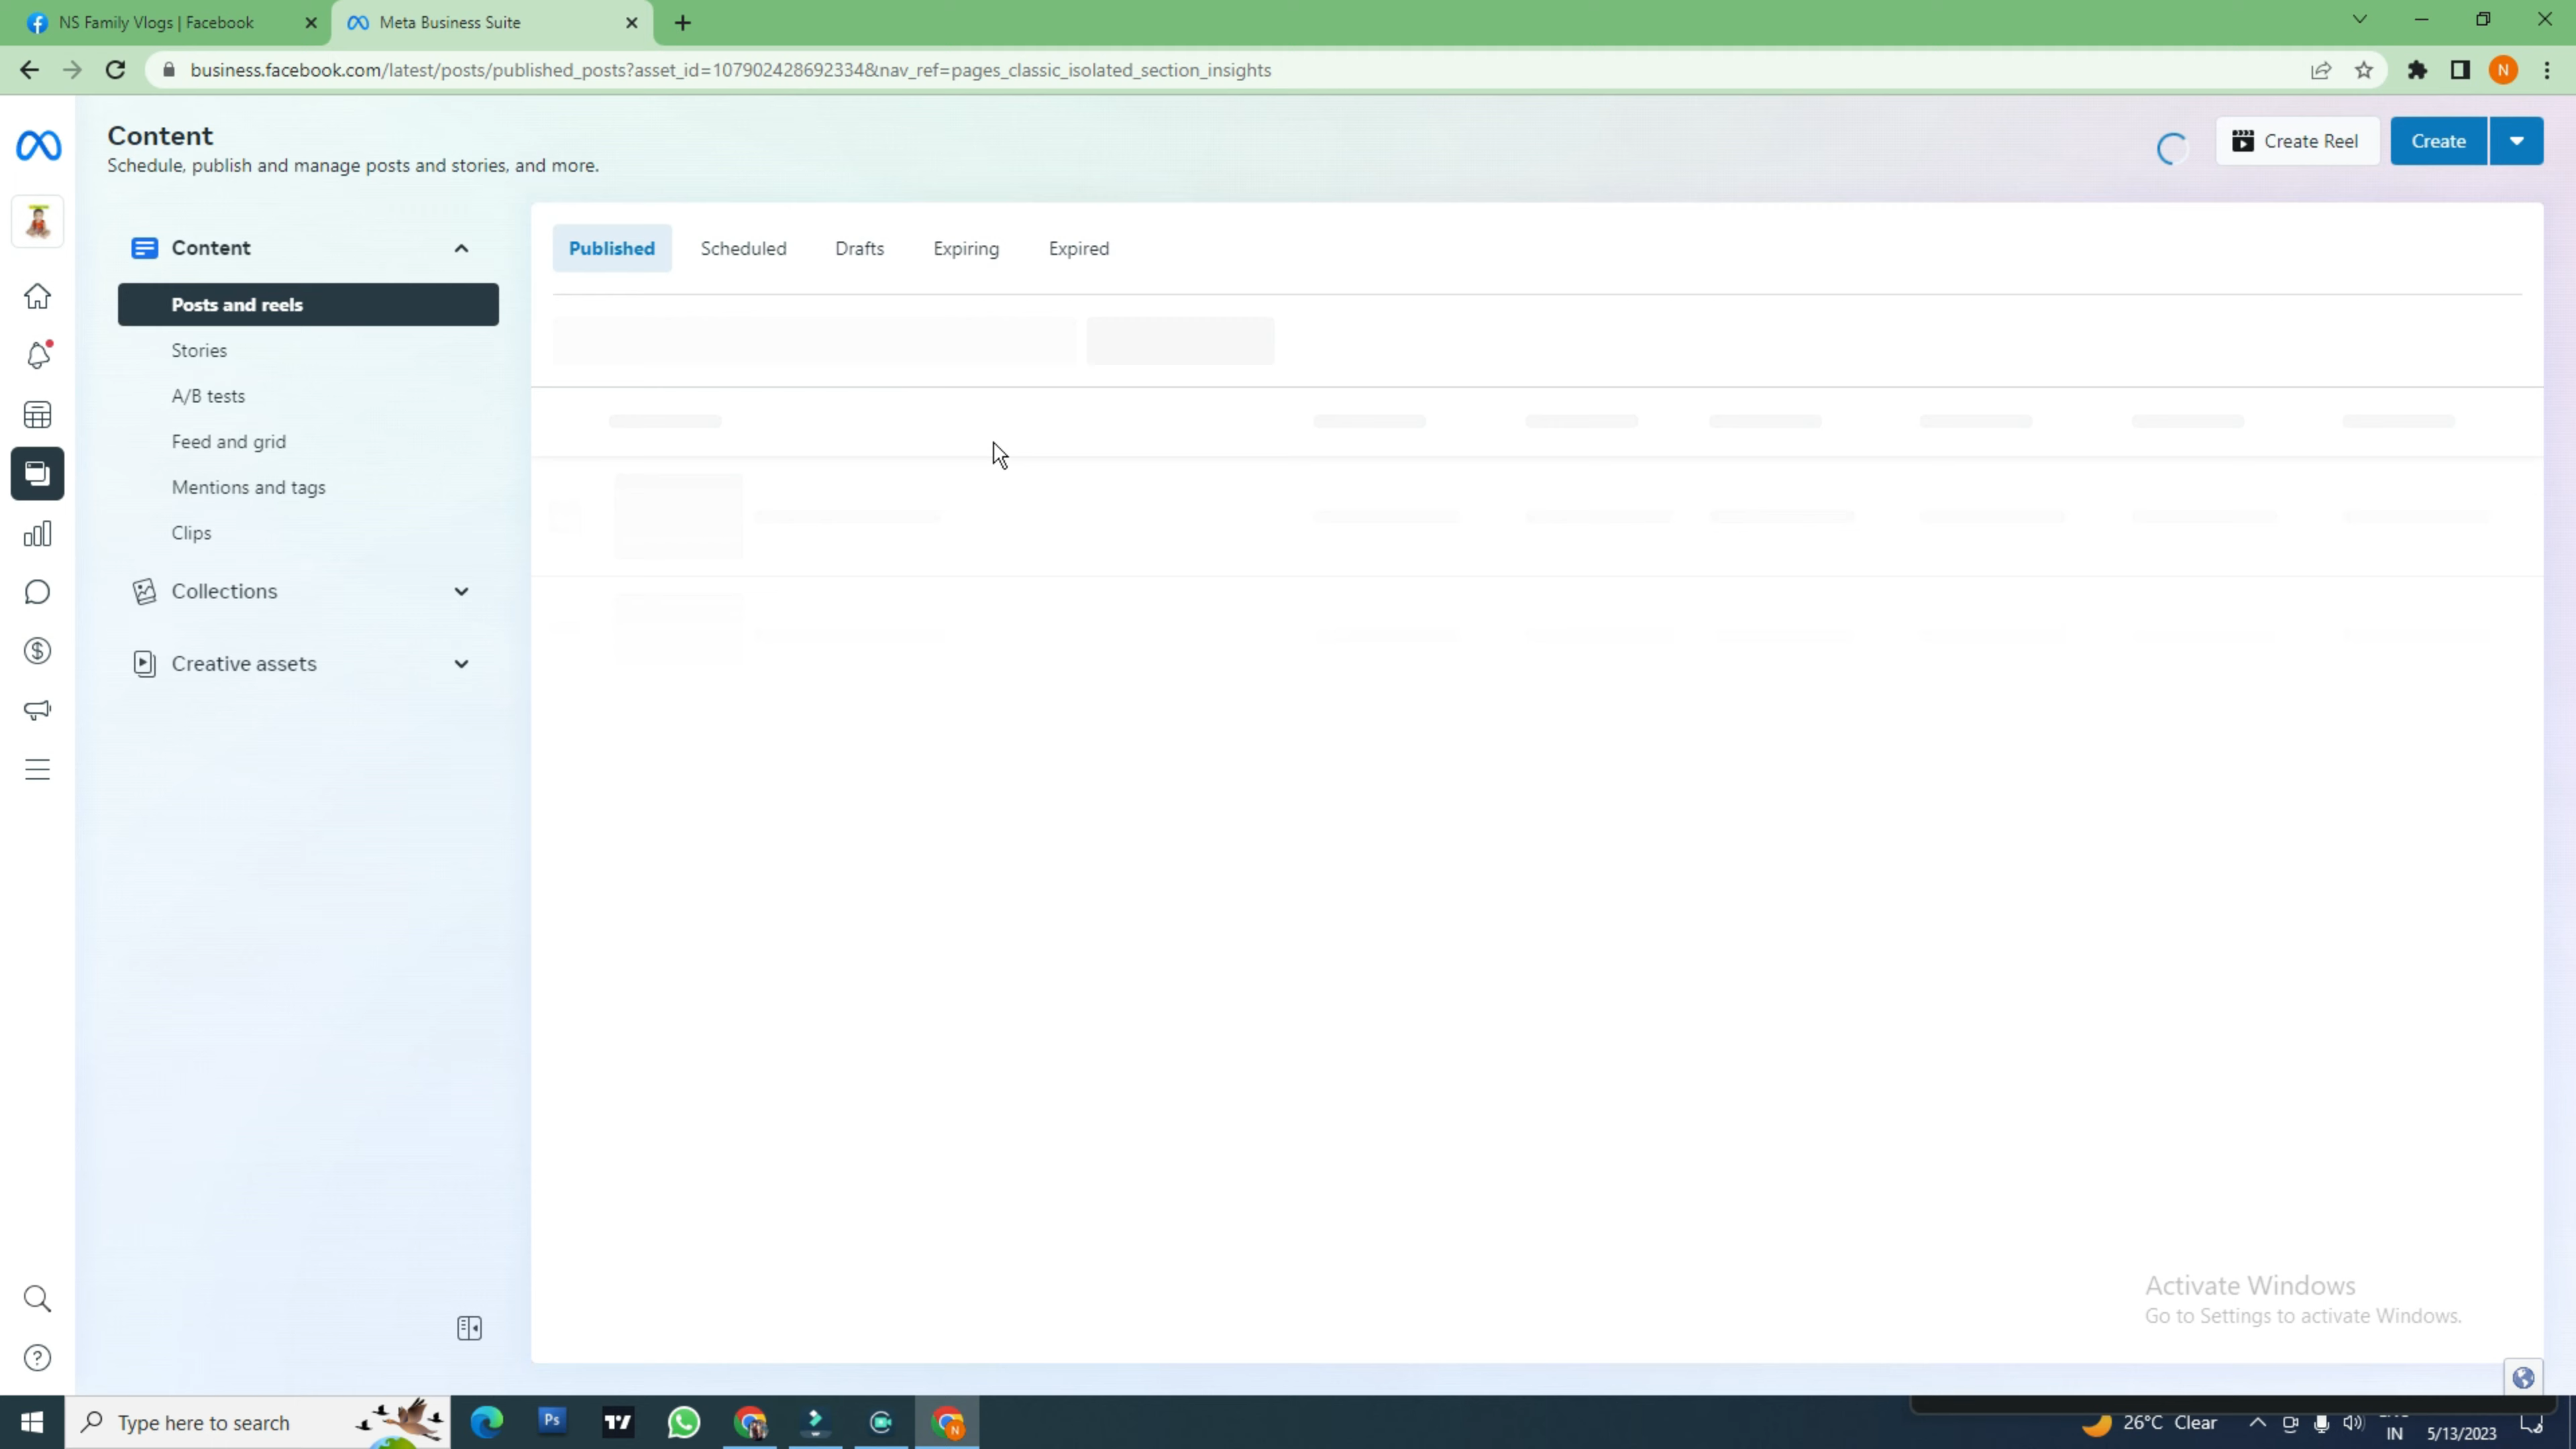 NS Family Vlogs | Facebook
Meta Business Suite
business.facebook.com/latest/posts/published_posts?asset_id=107902428692334&nav_ref=pages_classic_isolated_section_insights
N
Content
Schedule, publish and manage posts and stories, and more.
Create Reel
Create
Content
Posts and reels
Stories
A/B tests
Feed and grid
Mentions and tags
Clips
Collections
Creative assets
Published
Scheduled
Drafts
Expiring
Expired
Activate Windows
Go to Settings to activate Windows.
Type here to search
Ps
N
26°C Clear
IN
5/13/2023